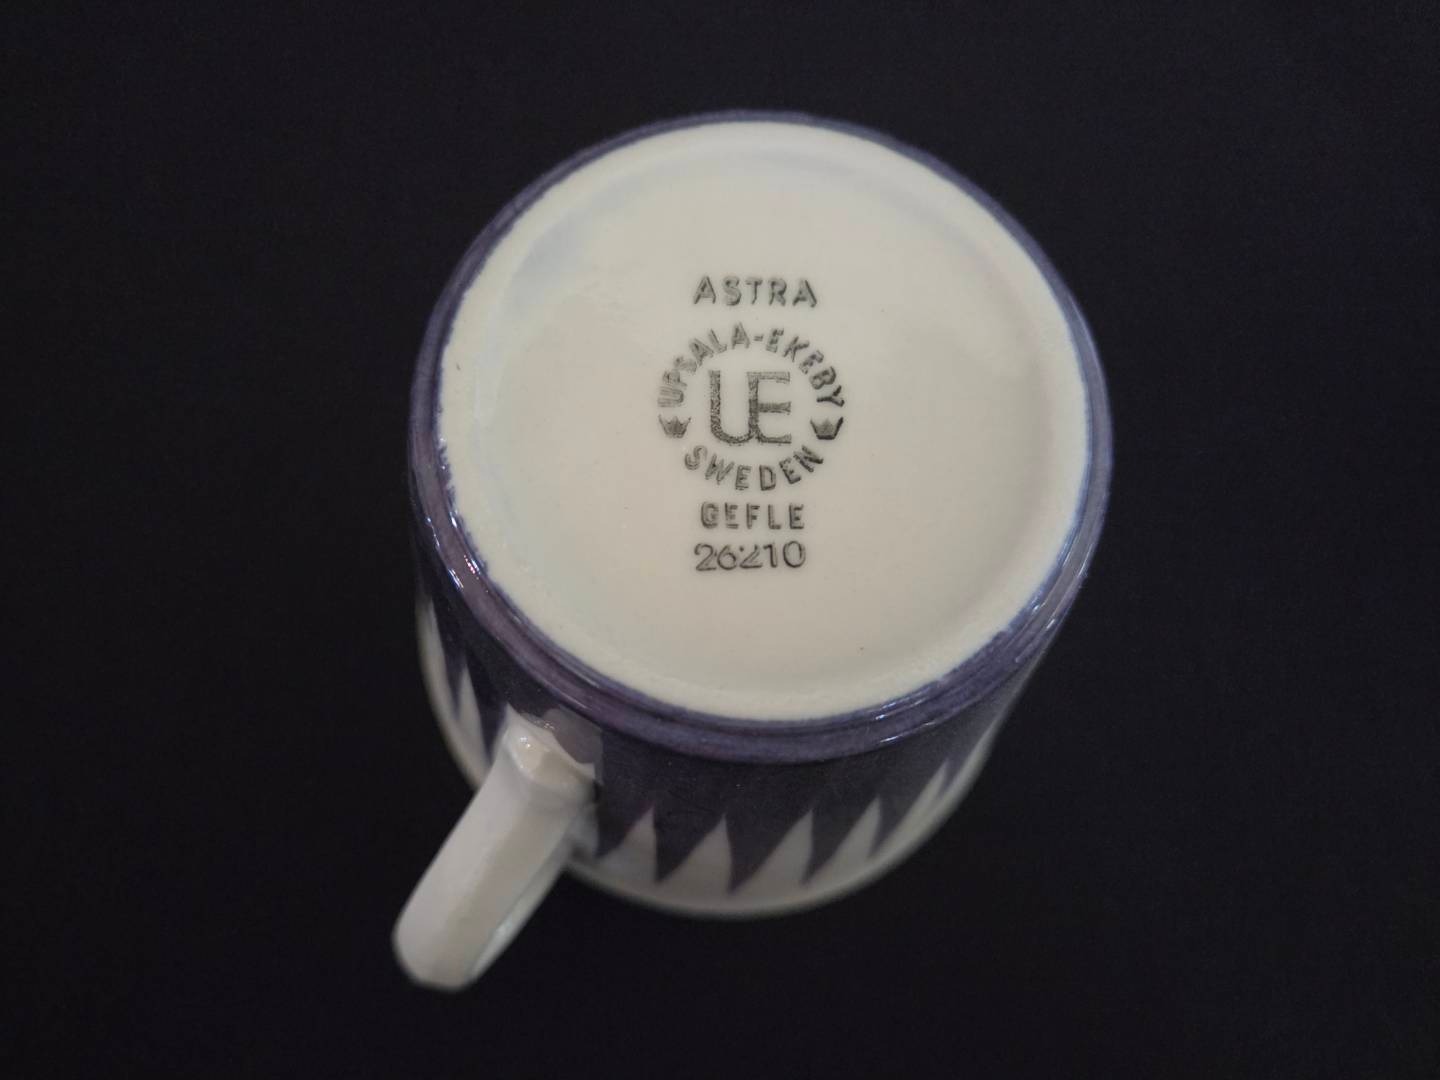 ASTRA
UPSALA-EKEBY
UE
SWEDEN
GEFLE
26210